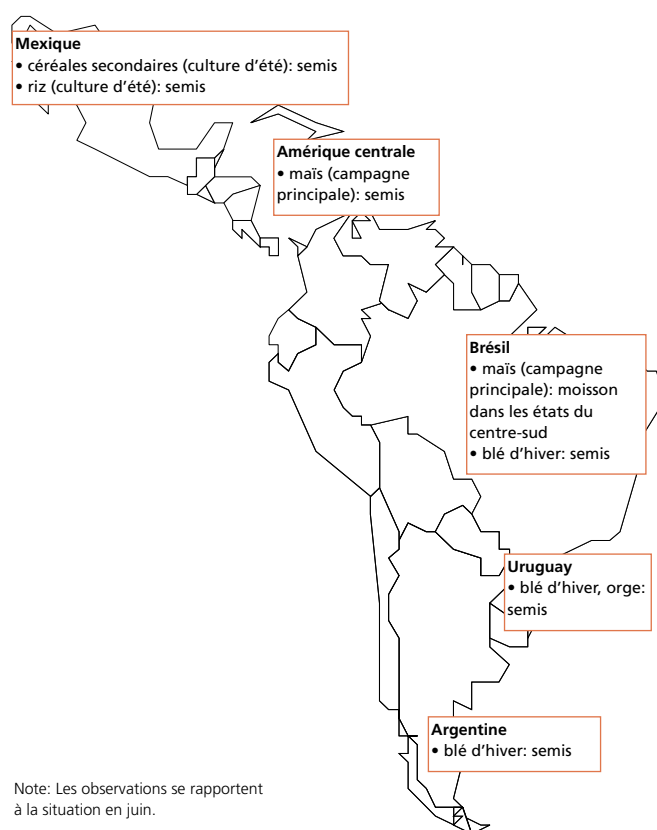 Mexique
• céréales secondaires (culture d'été): semis
• riz (culture d'été): semis
Amérique centrale
• maïs (campagne
principale): semis
Brésil
• maïs (campagne
principale): moisson
dans les états du
centre-sud
• blé d'hiver: semis
Uruguay
• blé d'hiver, orge:
semis
Argentine
• blé d'hiver: semis
Note: Les observations se rapportent
à la situation en juin.